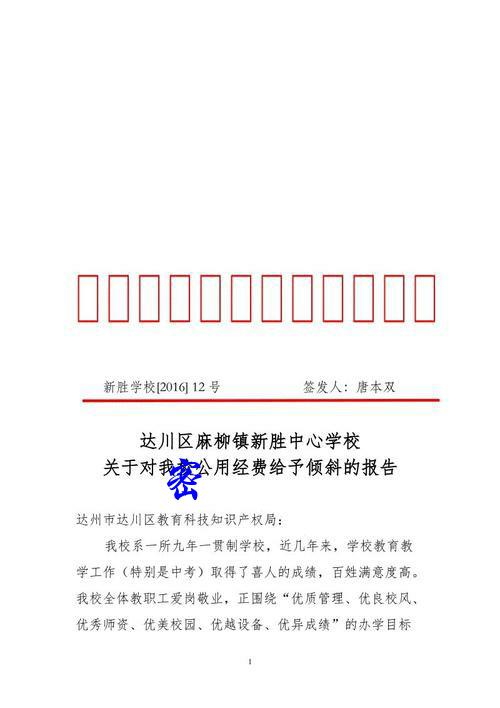 新胜学校[2016] 12 号 签发人：唐本双
达川区麻柳镇新胜中心学校
关于对我 公用经费给予倾斜的报告
密
达州市达川区教育科技知识产权局：
我校系一所九年一贯制学校，近几年来，学校教育教
学工作（特别是中考）取得了喜人的成绩，百姓满意度高。
我校全体教职工爱岗敬业，正围绕“优质管理、优良校风、
优秀师资、优美校园、优越设备、优异成绩”的办学目标
1